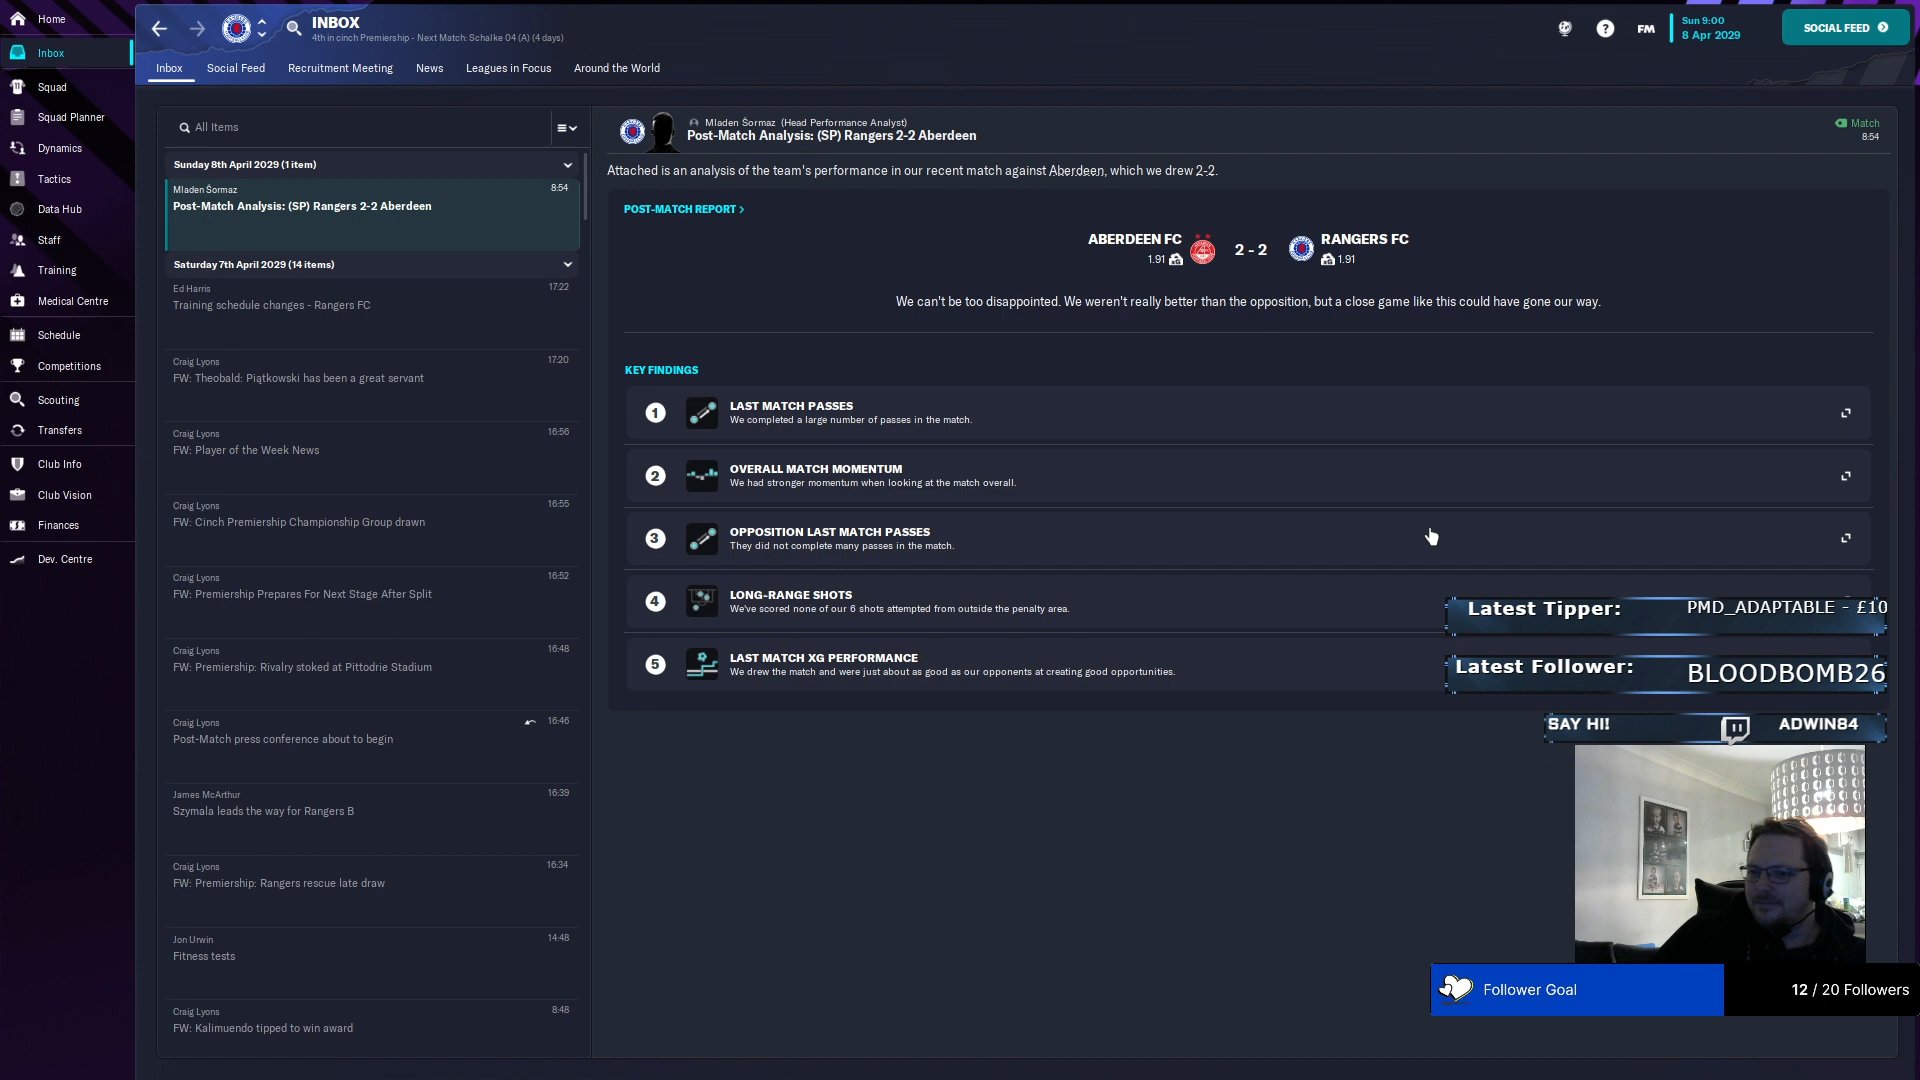 Home
Inbox
Squad
Squad Planner
Dynamics
Tactics
Data Hub
Staff
Training
Medical Centre
Schedule
Competitions
Scouting
Transfers
Club Info
Club Vision
Finances
Dev. Centre
INBOX
4th in cinch Premiership - Next Match: Schalke 04 (A) (4 days)
FM
Sun 9:00
8 Apr 2029
SOCIAL FEED
Inbox Social Feed Recruitment Meeting News Leagues in Focus Around the World
All Items
Sunday 8th April 2029 (1 item)
Mladen Šormaz 8:54
Post-Match Analysis: (SP) Rangers 2-2 Aberdeen
Saturday 7th April 2029 (14 items)
Ed Harris 17:22
Training schedule changes - Rangers FC
Craig Lyons 17:20
FW: Theobald: Piątkowski has been a great servant
Craig Lyons 16:56
FW: Player of the Week News
Craig Lyons 16:55
FW: Cinch Premiership Championship Group drawn
Craig Lyons 16:52
FW: Premiership Prepares For Next Stage After Split
Craig Lyons 16:48
FW: Premiership: Rivalry stoked at Pittodrie Stadium
Craig Lyons 16:46
Post-Match press conference about to begin
James McArthur 16:39
Szymala leads the way for Rangers B
Craig Lyons 16:34
FW: Premiership: Rangers rescue late draw
Jon Urwin 14:48
Fitness tests
Craig Lyons 8:48
FW: Kalimuendo tipped to win award
Mladen Šormaz (Head Performance Analyst)
Post-Match Analysis: (SP) Rangers 2-2 Aberdeen
Match
8:54
Attached is an analysis of the team's performance in our recent match against Aberdeen, which we drew 2-2.
POST-MATCH REPORT >
ABERDEEN FC 2 - 2 RANGERS FC
1.91 1.91
We can't be too disappointed. We weren't really better than the opposition, but a close game like this could have gone our way.
KEY FINDINGS
1 LAST MATCH PASSES
We completed a large number of passes in the match.
2 OVERALL MATCH MOMENTUM
We had stronger momentum when looking at the match overall.
3 OPPOSITION LAST MATCH PASSES
They did not complete many passes in the match.
4 LONG-RANGE SHOTS
We've scored none of our 6 shots attempted from outside the penalty area.
5 LAST MATCH XG PERFORMANCE
We drew the match and were just about as good as our opponents at creating good opportunities.
Latest Tipper: PMD_ADAPTABLE - £10
Latest Follower: BLOODBOMB26
SAY HI! ADWIN84
Follower Goal 12 / 20 Followers